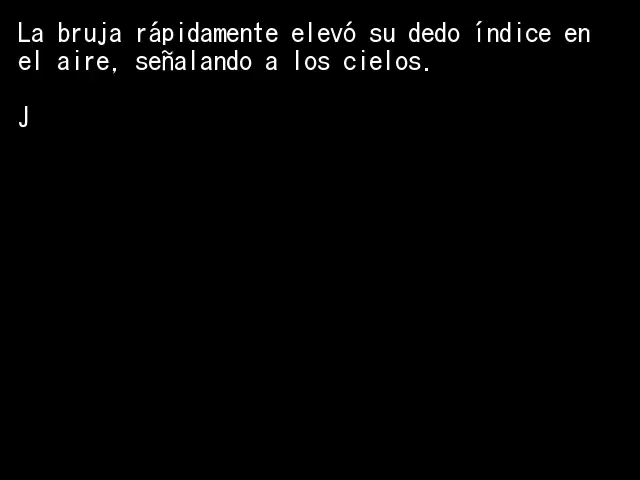 La bruja rápidamente elevó su dedo índice en
el aire, señalando a los cielos.
J